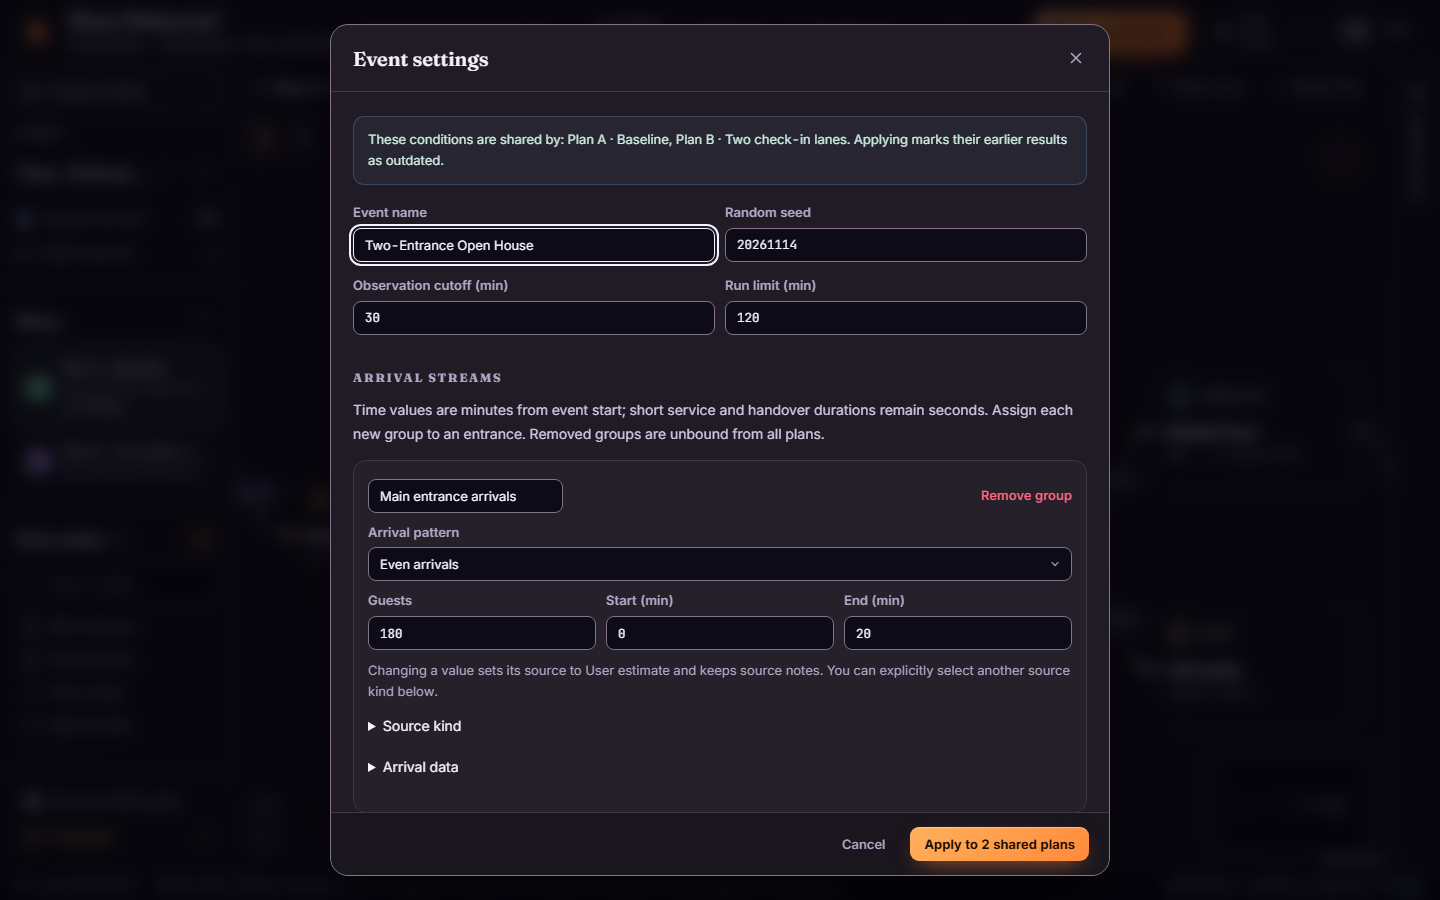 Event settings
These conditions are shared by: Plan A · Baseline, Plan B · Two check-in lanes. Applying marks their earlier results
as outdated.
Event name
Random seed
Two-Entrance Open House
20261114
Observation cutoff (min)
Run limit (min)
30
120
ARRIVAL STREAMS
Time values are minutes from event start; short service and handover durations remain seconds. Assign each
new group to an entrance. Removed groups are unbound from all plans.
Main entrance arrivals
Remove group
Arrival pattern
Even arrivals
Guests
Start (min)
End (min)
180
0
20
Changing a value sets its source to User estimate and keeps source notes. You can explicitly select another source
kind below.
Source kind
Arrival data
Cancel
Apply to 2 shared plans